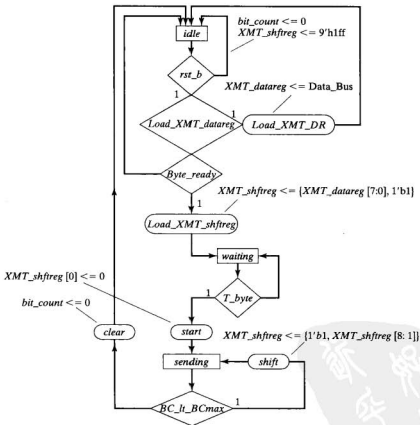 bit_count <= 0
XMT_shftreg <= 9'h1ff
idle
rst_b
1
XMT_datareg <= Data_Bus
Load_XMT_datareg
1
Load_XMT_DR
Byte_ready
1
XMT_shftreg <= {XMT_datareg [7:0], 1'b1}
Load_XMT_shftreg
waiting
XMT_shftreg [0] <= 0
T_byte
1
bit_count <= 0
clear
start
XMT_shftreg <= {1'b1, XMT_shftreg [8: 1]}
sending
shift
BC_lt_BCmax
1